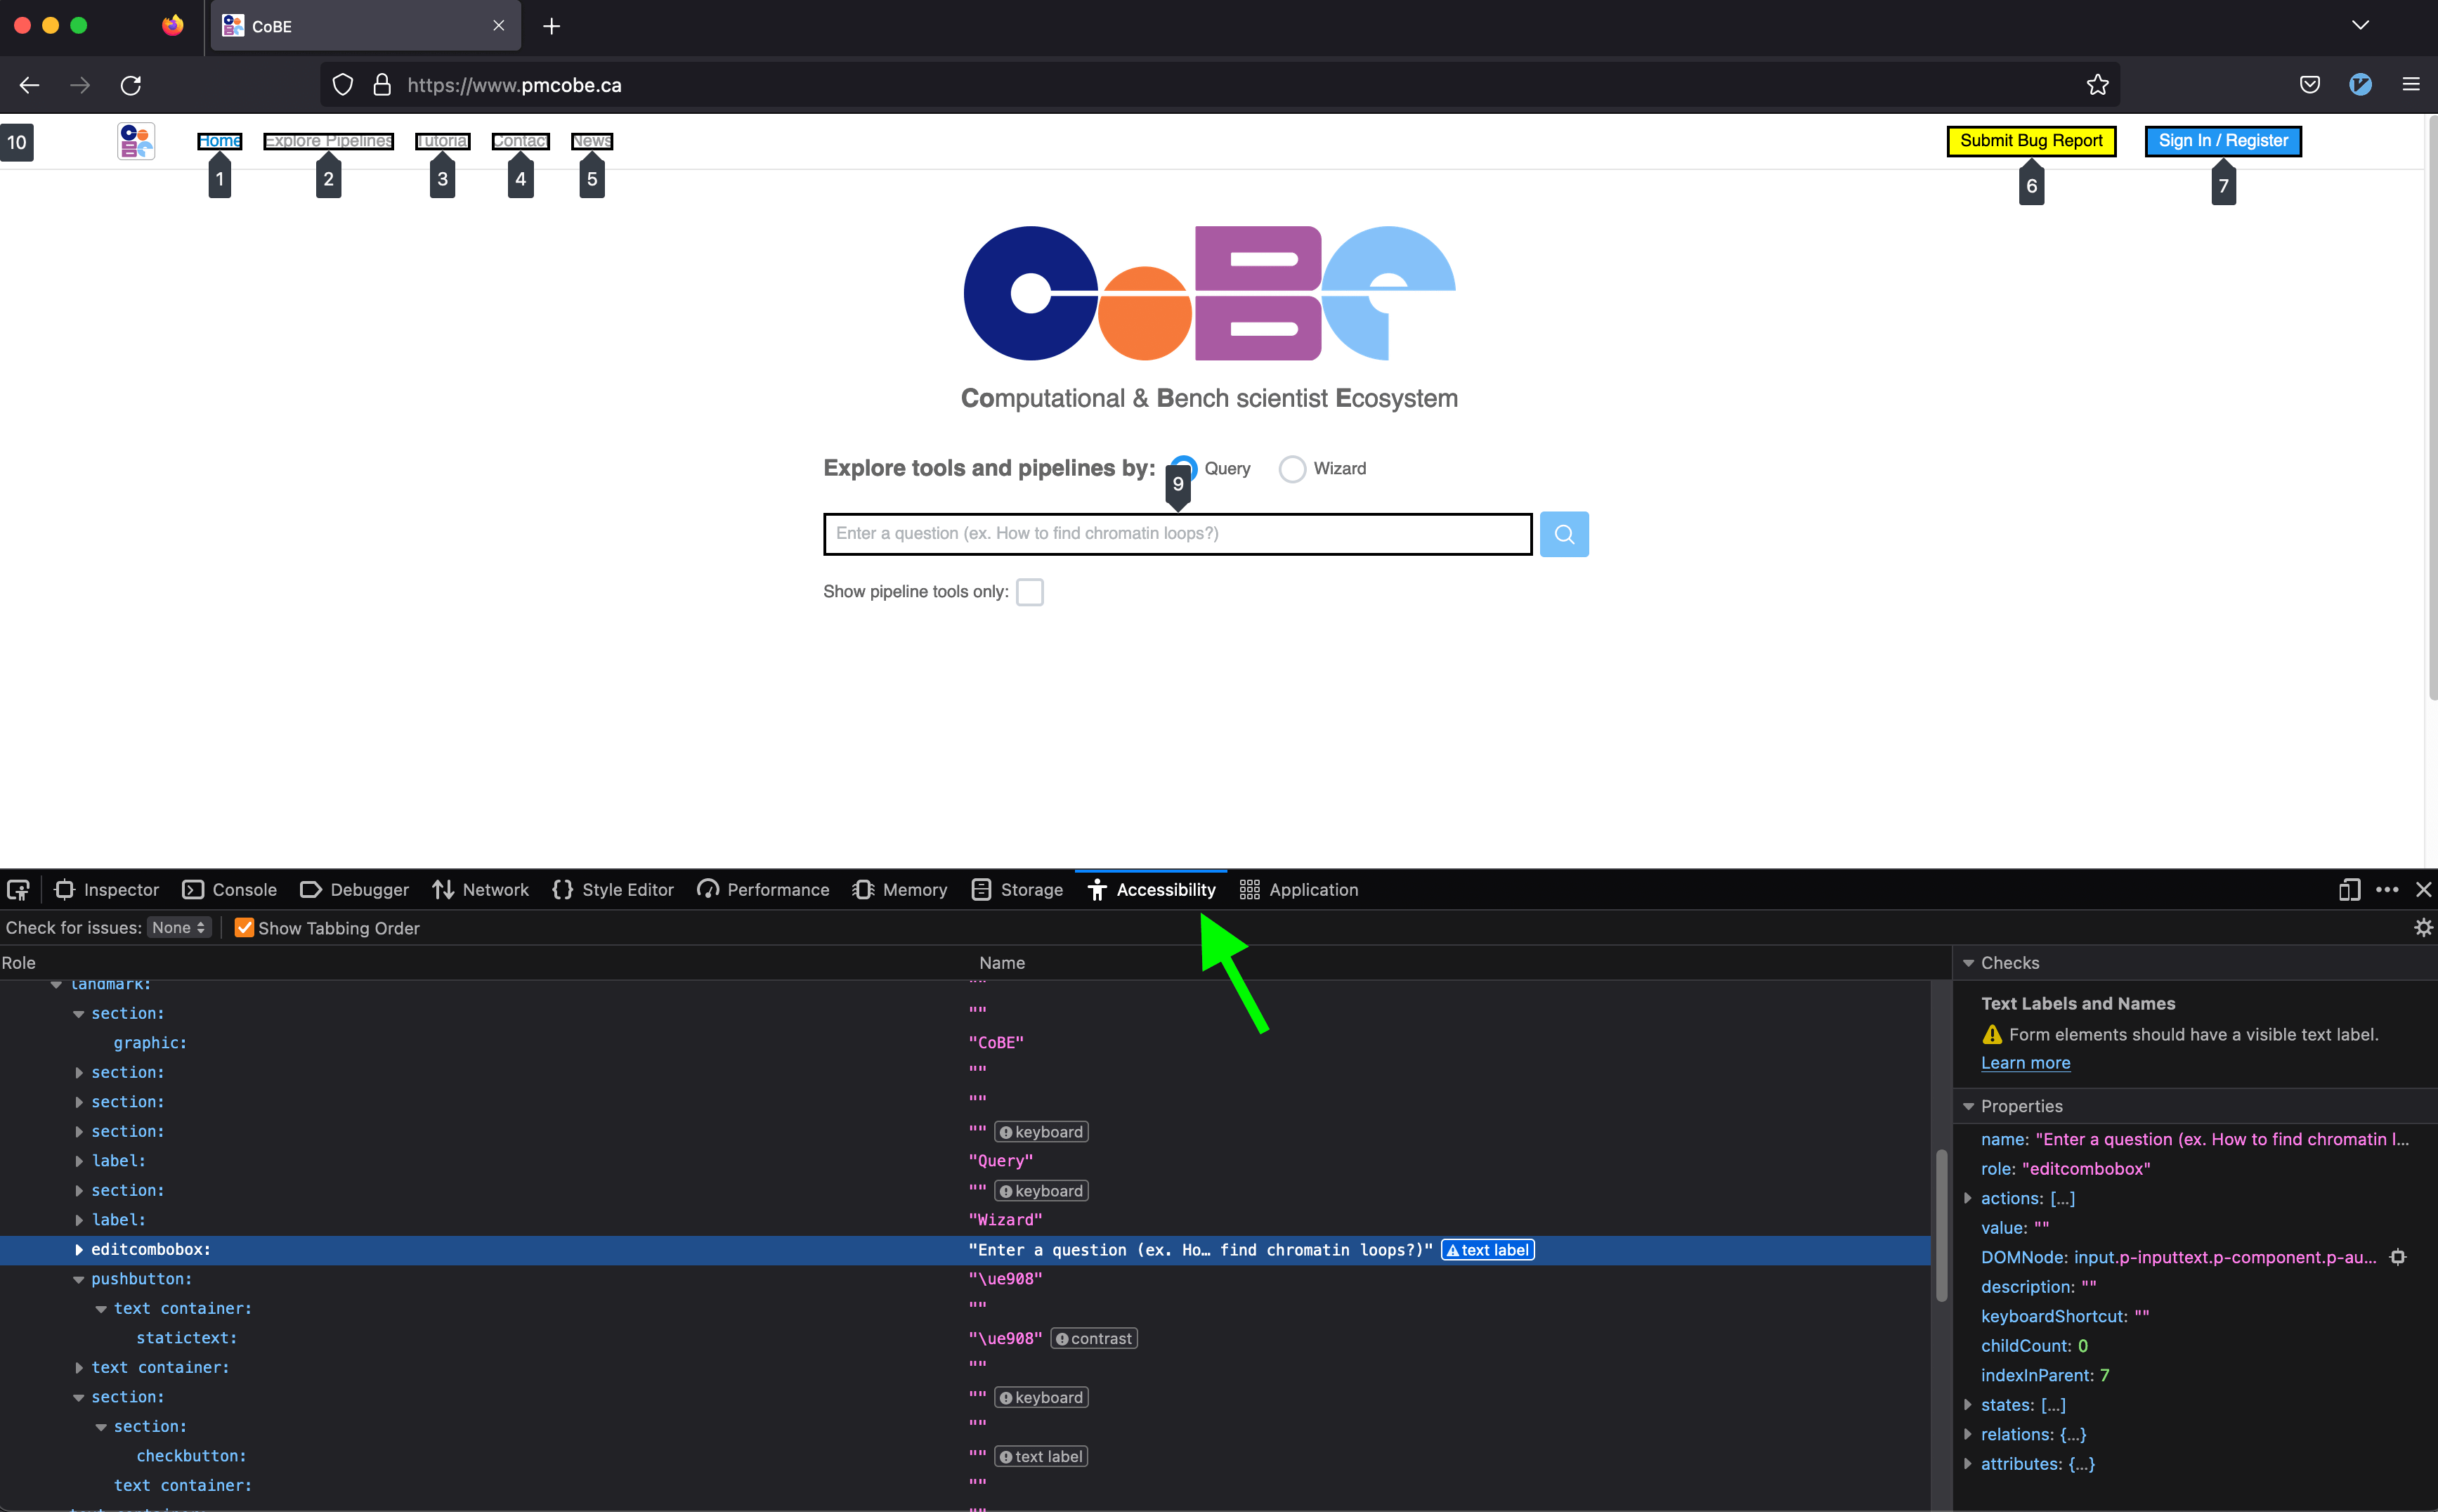 CoBE
https://www.pmcobe.ca
10
Home
Explore Pipelines
Tutorial
Contact
News
Submit Bug Report
Sign In / Register
1
2
3
4
5
6
7
CoBE
Computational & Bench scientist Ecosystem
Explore tools and pipelines by:
Query
Wizard
9
Enter a question (ex. How to find chromatin loops?)
Show pipeline tools only:
Inspector
Console
Debugger
Network
Style Editor
Performance
Memory
Storage
Accessibility
Application
Check for issues: None
Show Tabbing Order
Role
Name
landmark: ""
section: ""
graphic: "CoBE"
section: ""
section: ""
section: "" keyboard
label: "Query"
section: "" keyboard
label: "Wizard"
editcombobox: "Enter a question (ex. Ho… find chromatin loops?)" text label
pushbutton: "\ue908"
text container: ""
statictext: "\ue908" contrast
text container: ""
section: "" keyboard
section: ""
checkbutton: "" text label
text container: ""
Checks
Text Labels and Names
Form elements should have a visible text label.
Learn more
Properties
name: "Enter a question (ex. How to find chromatin l…
role: "editcombobox"
actions: […]
value: ""
DOMNode: input.p-inputtext.p-component.p-au…
description: ""
keyboardShortcut: ""
childCount: 0
indexInParent: 7
states: […]
relations: {…}
attributes: {…}